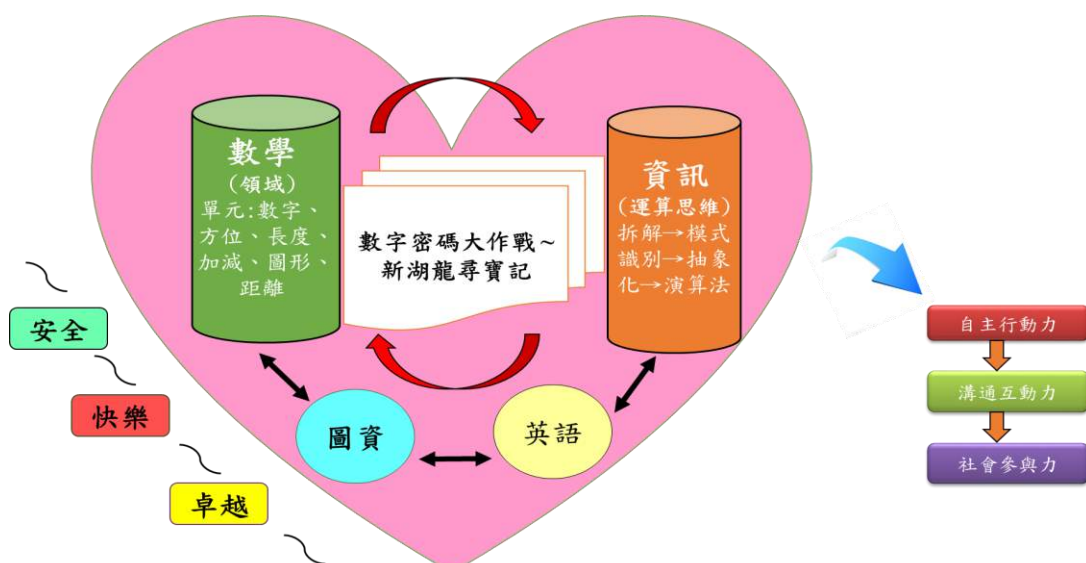 數學
(領域)
單元:數字、
方位、長度、
加減、圖形、
距離
數字密碼大作戰~
新湖龍尋寶記
資訊
(運算思維)
拆解→模式
識別→抽象
化→演算法
圖資
英語
安全
快樂
卓越
自主行動力
溝通互動力
社會參與力